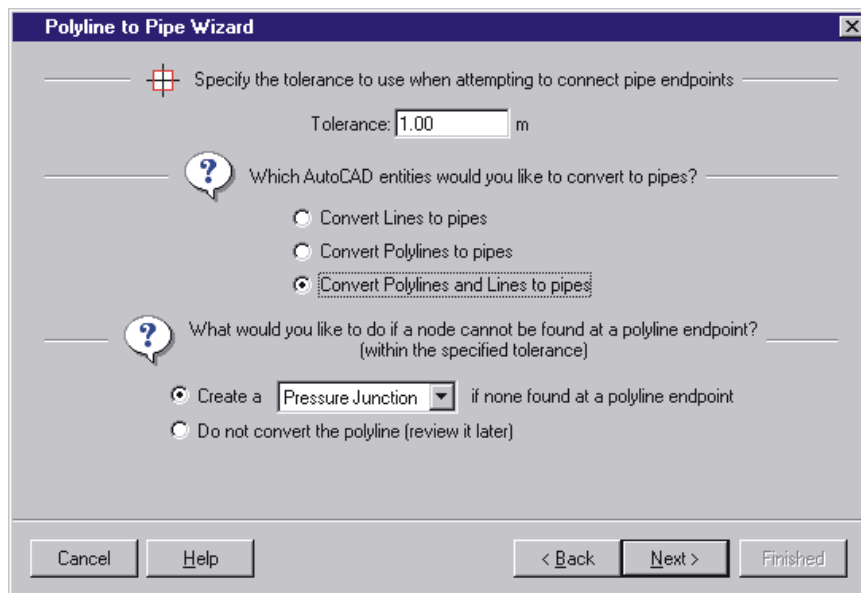 Polyline to Pipe Wizard
Specify the tolerance to use when attempting to connect pipe endpoints
Tolerance: 1.00 m
Which AutoCAD entities would you like to convert to pipes?
Convert Lines to pipes
Convert Polylines to pipes
Convert Polylines and Lines to pipes
What would you like to do if a node cannot be found at a polyline endpoint?
(within the specified tolerance)
Create a Pressure Junction if none found at a polyline endpoint
Do not convert the polyline (review it later)
Cancel Help < Back Next > Finished